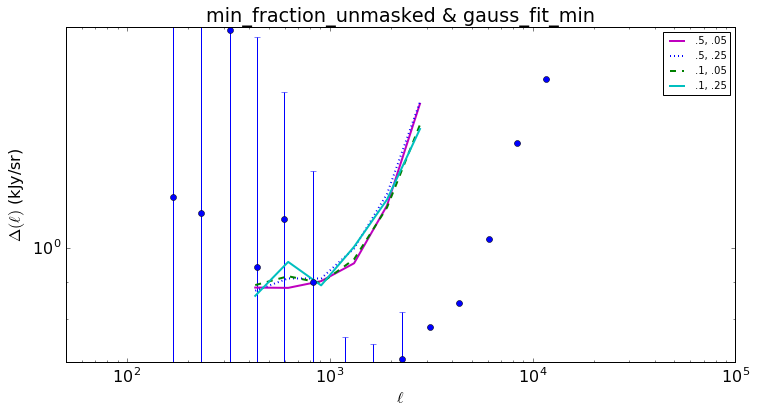 min_fraction_unmasked & gauss_fit_min
.5, .05
.5, .25
.1, .05
.1, .25
Δ(ℓ) (kJy/sr)
10⁰
10² 10³ 10⁴ 10⁵
ℓ